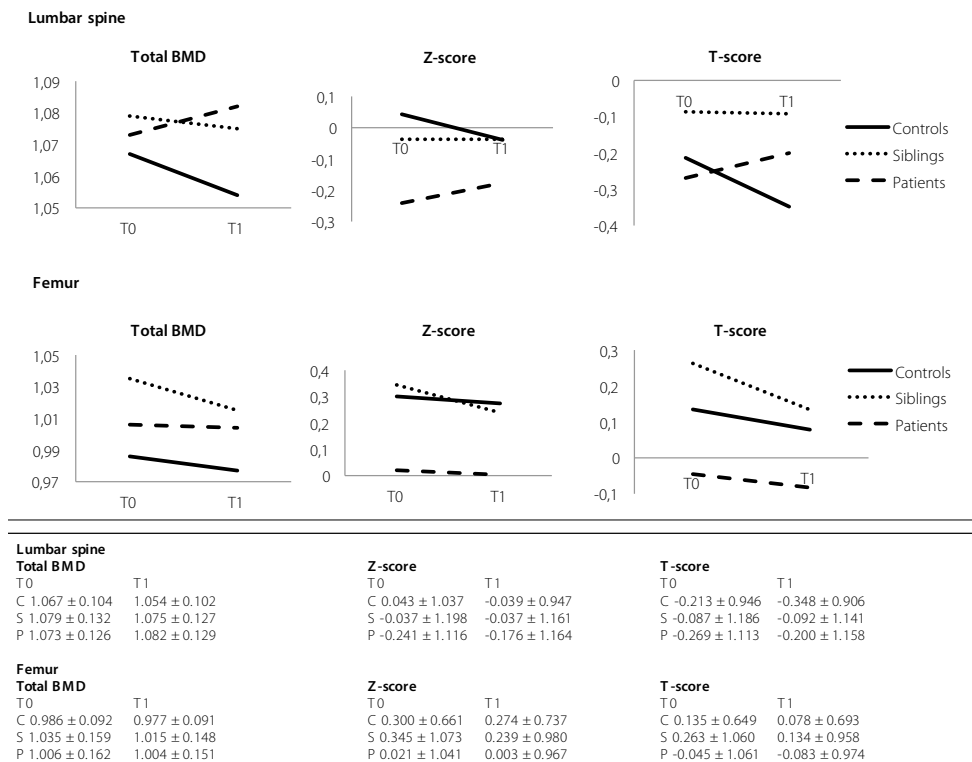 Lumbar spine
Total BMD
1,09
1,08
1,07
1,06
1,05
T0 T1
Z-score
0,1
0
-0,1
-0,2
-0,3
T0 T1
T-score
0
-0,1
-0,2
-0,3
-0,4
T0 T1
Controls
Siblings
Patients
Femur
Total BMD
1,05
1,03
1,01
0,99
0,97
T0 T1
Z-score
0,4
0,3
0,2
0,1
0
T0 T1
T-score
0,3
0,2
0,1
0
-0,1
T0 T1
Controls
Siblings
Patients
Lumbar spine
Total BMD Z-score T-score
T0 T1 T0 T1 T0 T1
C 1.067 ± 0.104 1.054 ± 0.102 C 0.043 ± 1.037 -0.039 ± 0.947 C -0.213 ± 0.946 -0.348 ± 0.906
S 1.079 ± 0.132 1.075 ± 0.127 S -0.037 ± 1.198 -0.037 ± 1.161 S -0.087 ± 1.186 -0.092 ± 1.141
P 1.073 ± 0.126 1.082 ± 0.129 P -0.241 ± 1.116 -0.176 ± 1.164 P -0.269 ± 1.113 -0.200 ± 1.158
Femur
Total BMD Z-score T-score
T0 T1 T0 T1 T0 T1
C 0.986 ± 0.092 0.977 ± 0.091 C 0.300 ± 0.661 0.274 ± 0.737 C 0.135 ± 0.649 0.078 ± 0.693
S 1.035 ± 0.159 1.015 ± 0.148 S 0.345 ± 1.073 0.239 ± 0.980 S 0.263 ± 1.060 0.134 ± 0.958
P 1.006 ± 0.162 1.004 ± 0.151 P 0.021 ± 1.041 0.003 ± 0.967 P -0.045 ± 1.061 -0.083 ± 0.974